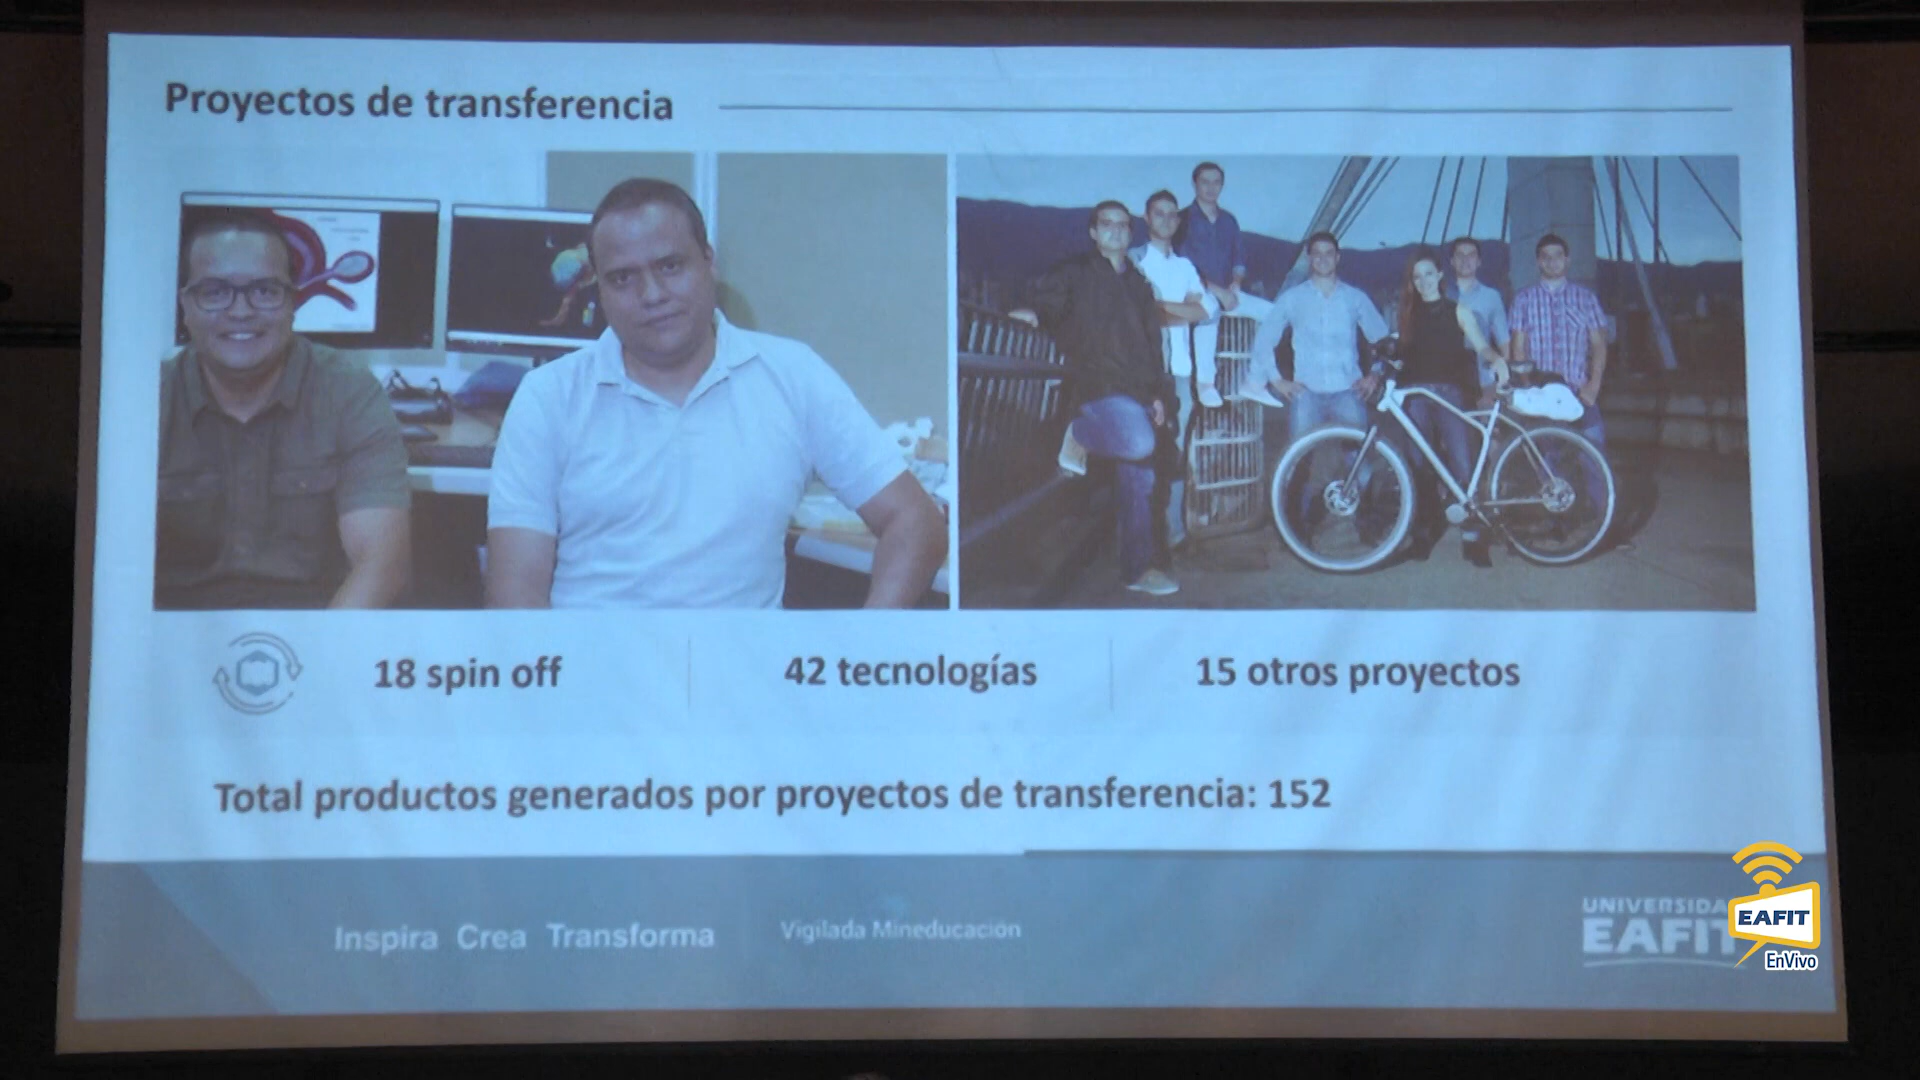 Proyectos de transferencia
18 spin off
42 tecnologías
15 otros proyectos
Total productos generados por proyectos de transferencia: 152
Inspira Crea Transforma
Vigilada Mineducación
UNIVERSIDA
EAFIT
EAFIT
EnVivo